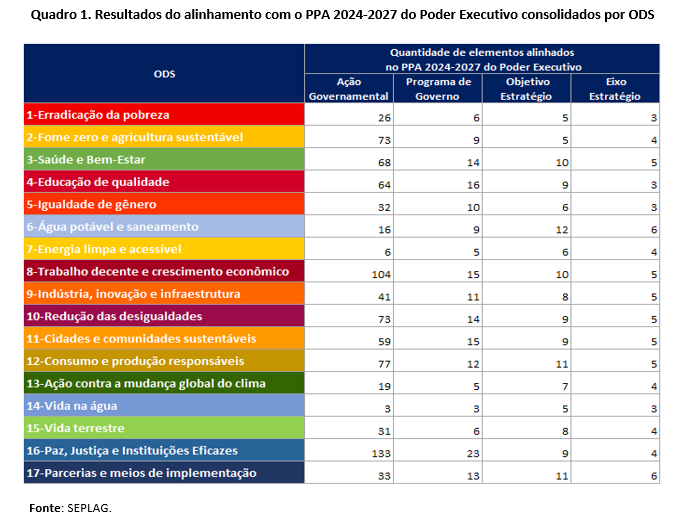 Quadro 1. Resultados do alinhamento com o PPA 2024-2027 do Poder Executivo consolidados por ODS
ODS
Quantidade de elementos alinhados
no PPA 2024-2027 do Poder Executivo
Ação Governamental
Programa de Governo
Objetivo Estratégio
Eixo Estratégio
1-Erradicação da pobreza 26 6 5 3
2-Fome zero e agricultura sustentável 73 9 5 4
3-Saúde e Bem-Estar 68 14 10 5
4-Educação de qualidade 64 16 9 3
5-Igualdade de gênero 32 10 6 3
6-Água potável e saneamento 16 9 12 6
7-Energia limpa e acessível 6 5 6 4
8-Trabalho decente e crescimento econômico 104 15 10 5
9-Indústria, inovação e infraestrutura 41 11 8 5
10-Redução das desigualdades 73 14 9 5
11-Cidades e comunidades sustentáveis 59 15 9 5
12-Consumo e produção responsáveis 77 12 11 5
13-Ação contra a mudança global do clima 19 5 7 4
14-Vida na água 3 3 5 3
15-Vida terrestre 31 6 8 4
16-Paz, Justiça e Instituições Eficazes 133 23 9 4
17-Parcerias e meios de implementação 33 13 11 6
Fonte: SEPLAG.